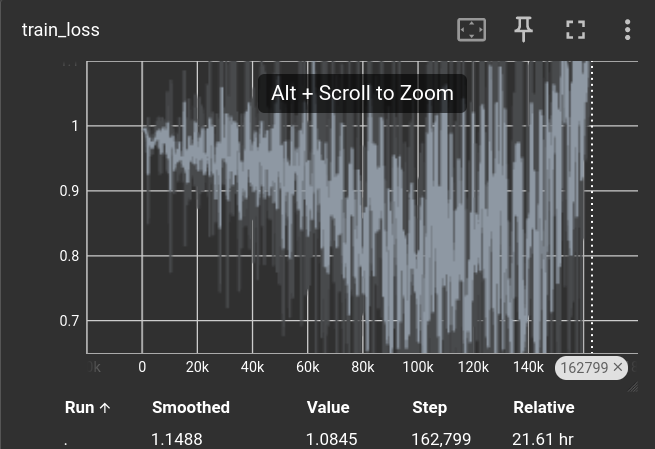 train_loss
Alt + Scroll to Zoom
1
0.9
0.8
0.7
0 20k 40k 60k 80k 100k 120k 140k 162799 ×
Run ↑ Smoothed Value Step Relative
. 1.1488 1.0845 162,799 21.61 hr